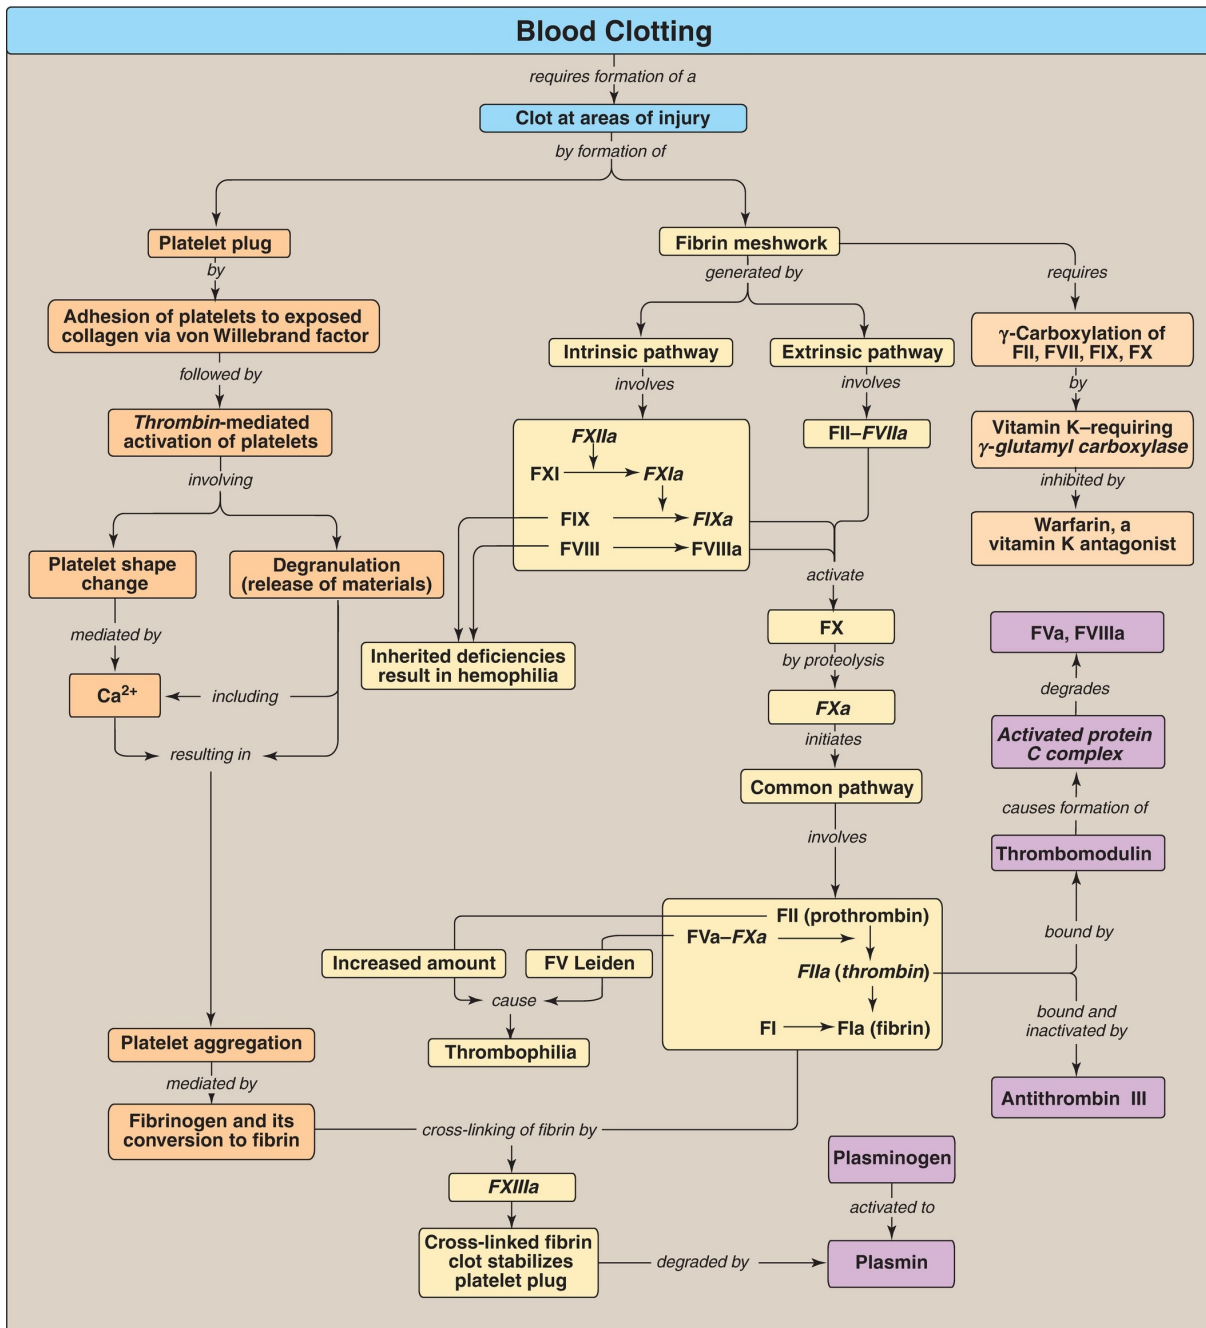 Blood Clotting
requires formation of a
Clot at areas of injury
by formation of
Platelet plug
by
Adhesion of platelets to exposed
collagen via von Willebrand factor
followed by
Thrombin-mediated
activation of platelets
involving
Platelet shape
change
Degranulation
(release of materials)
mediated by
Ca²⁺
including
resulting in
Platelet aggregation
mediated by
Fibrinogen and its
conversion to fibrin
Fibrin meshwork
generated by
requires
Intrinsic pathway
Extrinsic pathway
involves
involves
FXIIa
FXI
FXIa
FIX
FIXa
FVIII
FVIIIa
FII–FVIIa
Inherited deficiencies
result in hemophilia
activate
FX
by proteolysis
FXa
initiates
Common pathway
involves
FII (prothrombin)
FVa–FXa
FIIa (thrombin)
FI
FIa (fibrin)
Increased amount
FV Leiden
cause
Thrombophilia
cross-linking of fibrin by
FXIIIa
Cross-linked fibrin
clot stabilizes
platelet plug
degraded by
Plasminogen
activated to
Plasmin
γ-Carboxylation of
FII, FVII, FIX, FX
by
Vitamin K–requiring
γ-glutamyl carboxylase
inhibited by
Warfarin, a
vitamin K antagonist
FVa, FVIIIa
degrades
Activated protein
C complex
causes formation of
Thrombomodulin
bound by
bound and
inactivated by
Antithrombin III